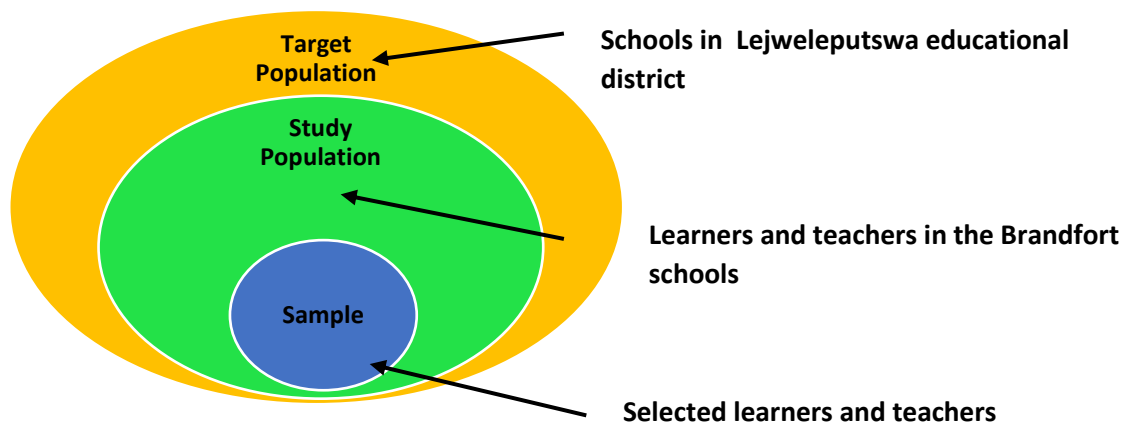 Target
Population
Schools in Lejweleputswa educational
district
Study
Population
Learners and teachers in the Brandfort
schools
Sample
Selected learners and teachers